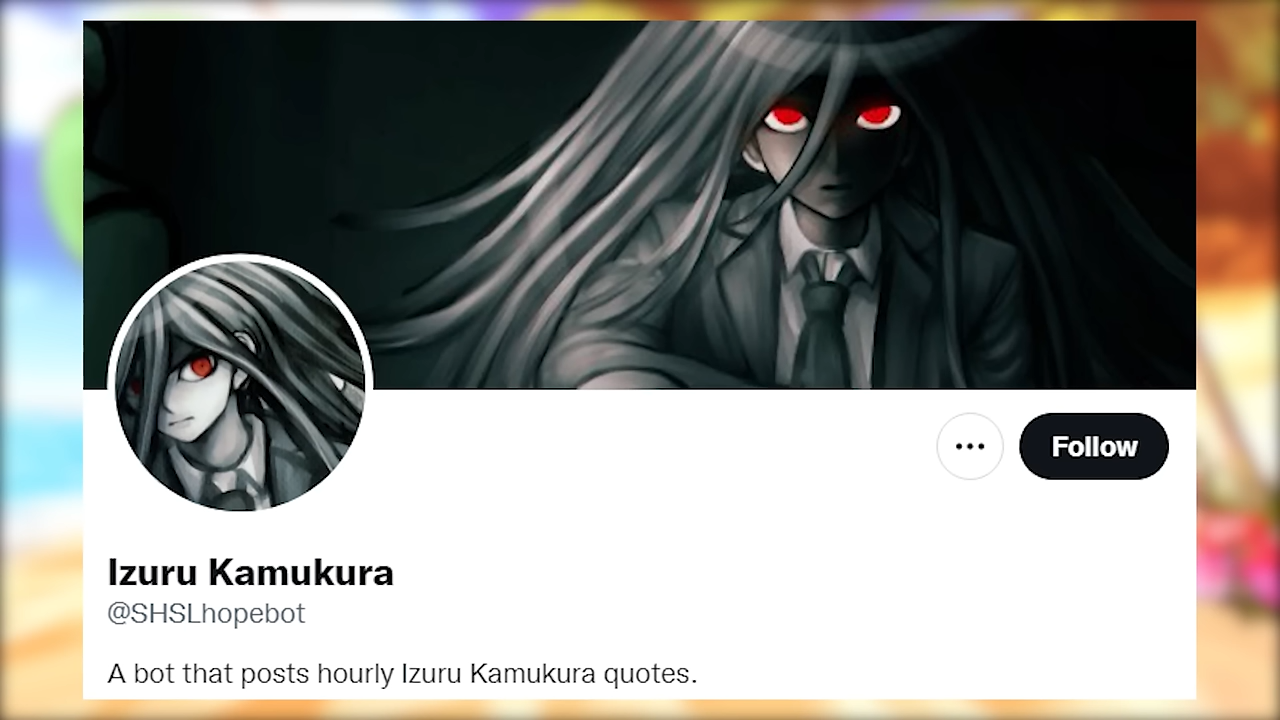 Follow
Izuru Kamukura
@SHSLhopebot
A bot that posts hourly Izuru Kamukura quotes.